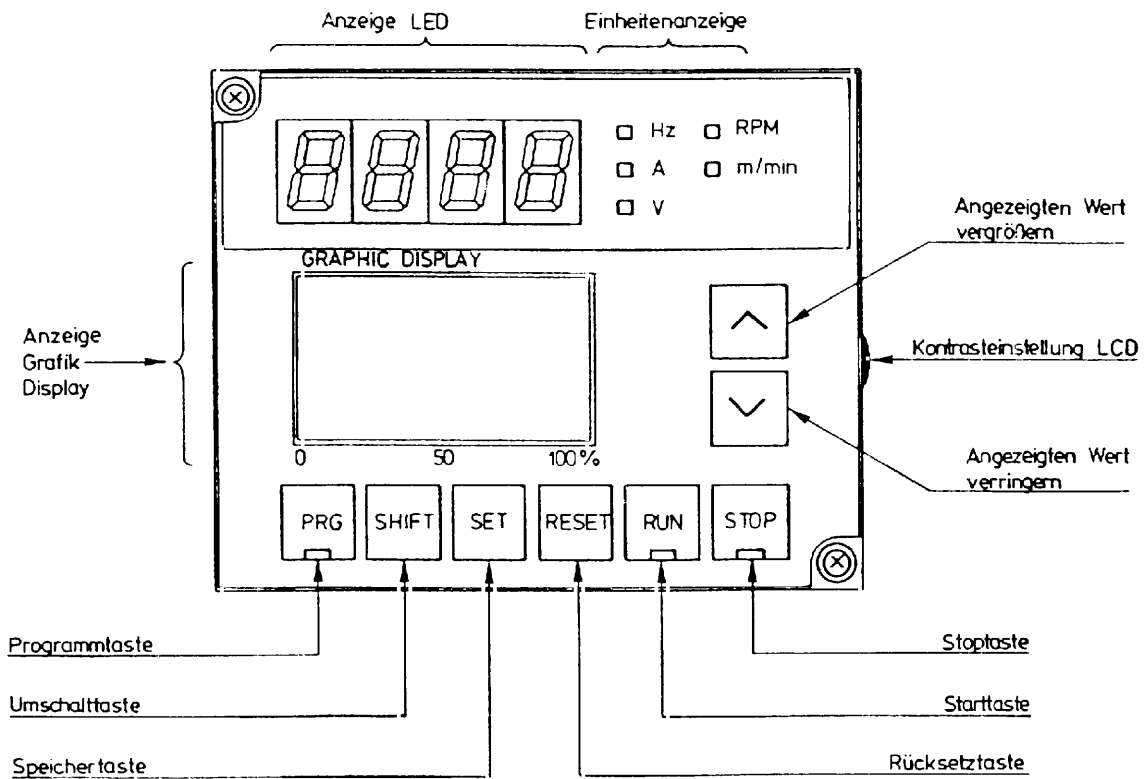 Anzeige LED
Einheitenanzeige
8888
Hz RPM
A m/min
V
Angezeigten Wert
vergrößern
GRAPHIC DISPLAY
Anzeige
Grafik
Display
Kontrasteinstellung LCD
0 50 100%
Angezeigten Wert
verringern
PRG SHIFT SET RESET RUN STOP
Programmtaste
Stoptaste
Umschalttaste
Starttaste
Speichertaste
Rücksetztaste